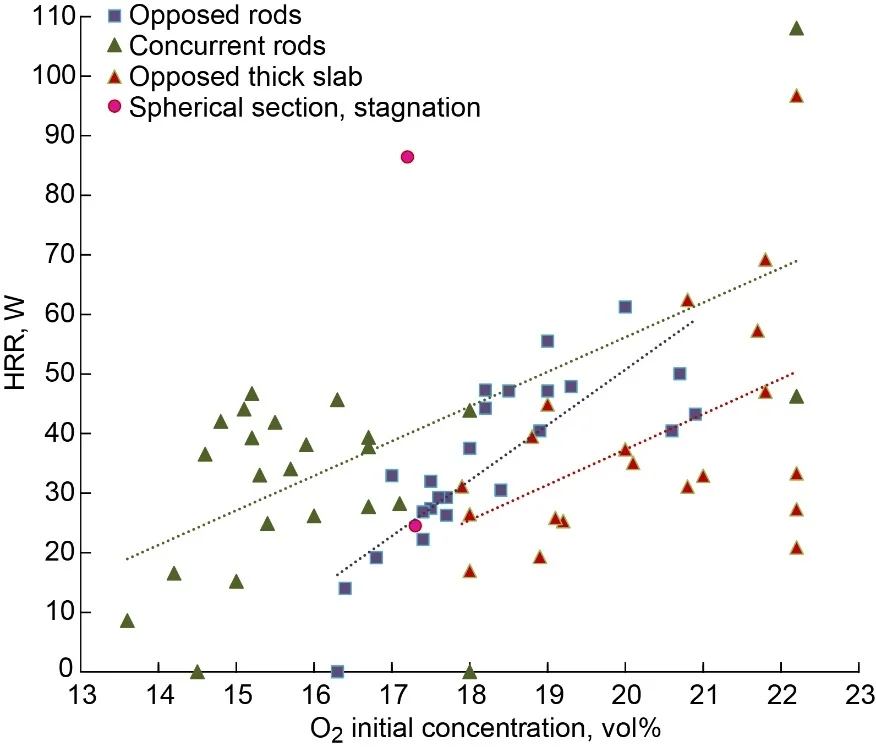 110
100
90
80
70
60
50
40
30
20
10
0
HRR, W
Opposed rods
Concurrent rods
Opposed thick slab
Spherical section, stagnation
13 14 15 16 17 18 19 20 21 22 23
O₂ initial concentration, vol%